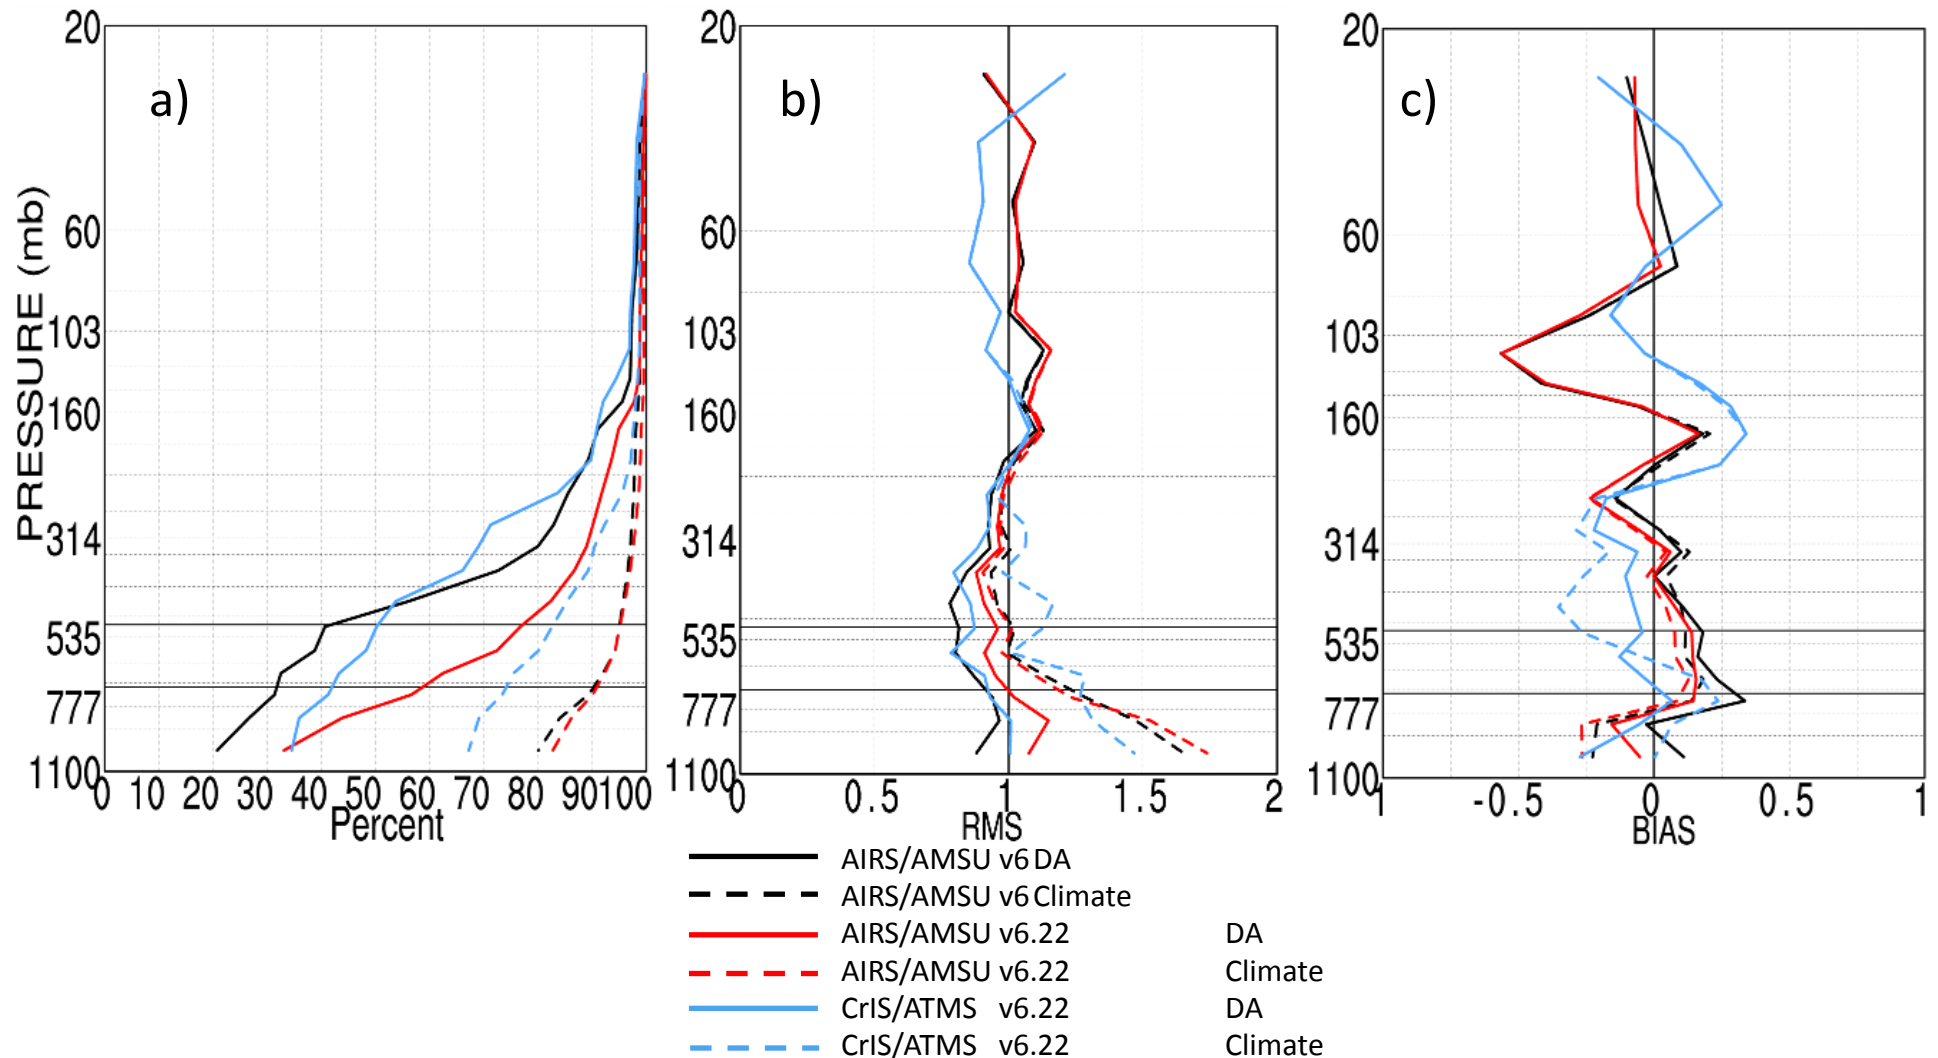 a)
PRESSURE (mb)
20
60
103
160
314
535
777
1100
0 10 20 30 40 50 60 70 80 90 100
Percent
b)
20
60
103
160
314
535
777
1100
0 0.5 1 1.5 2
RMS
c)
20
60
103
160
314
535
777
1100
1 -0.5 0 0.5 1
BIAS
AIRS/AMSU v6 DA
AIRS/AMSU v6 Climate
AIRS/AMSU v6.22 DA
AIRS/AMSU v6.22 Climate
CrIS/ATMS v6.22 DA
CrIS/ATMS v6.22 Climate